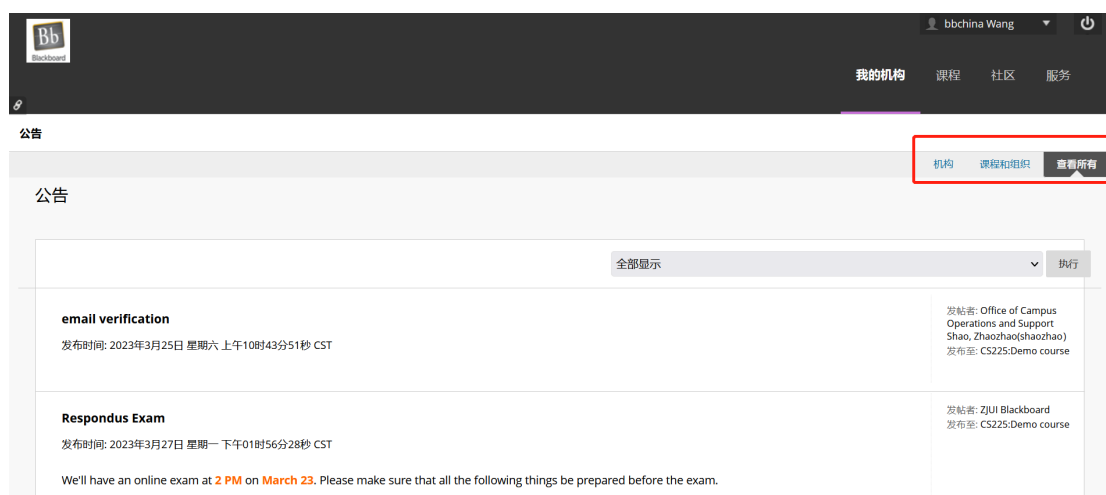 Bb
Blackboard
bbchina Wang
我的机构 课程 社区 服务
公告
机构 课程和组织 查看所有
公告
全部显示 执行
email verification
发布时间: 2023年3月25日 星期六 上午10时43分51秒 CST
发帖者: Office of Campus
Operations and Support
Shao, Zhaozhao(shaozhao)
发布至: CS225:Demo course
Respondus Exam
发布时间: 2023年3月27日 星期一 下午01时56分28秒 CST
发帖者: ZJUI Blackboard
发布至: CS225:Demo course
We'll have an online exam at 2 PM on March 23. Please make sure that all the following things be prepared before the exam.